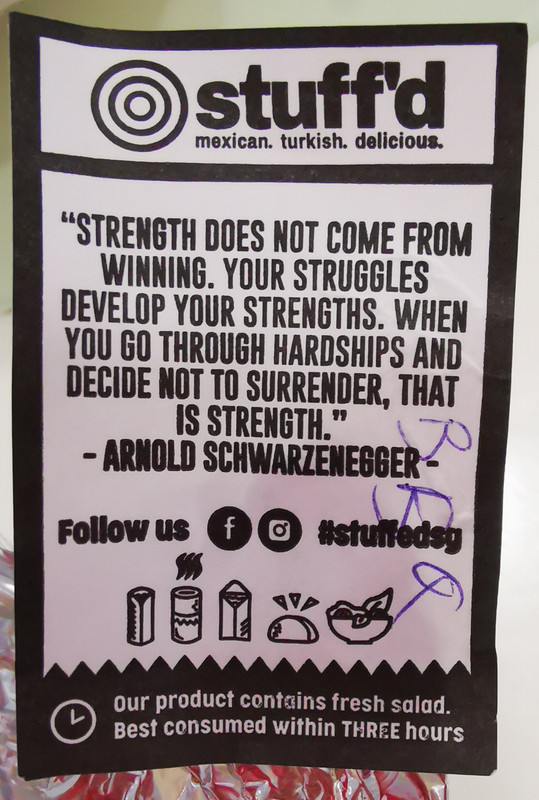 stuff'd
mexican. turkish. delicious.
“STRENGTH DOES NOT COME FROM
WINNING. YOUR STRUGGLES
DEVELOP YOUR STRENGTHS. WHEN
YOU GO THROUGH HARDSHIPS AND
DECIDE NOT TO SURRENDER, THAT
IS STRENGTH.”
- ARNOLD SCHWARZENEGGER -
Follow us f #stuffedsg
Our product contains fresh salad.
Best consumed within THREE hours